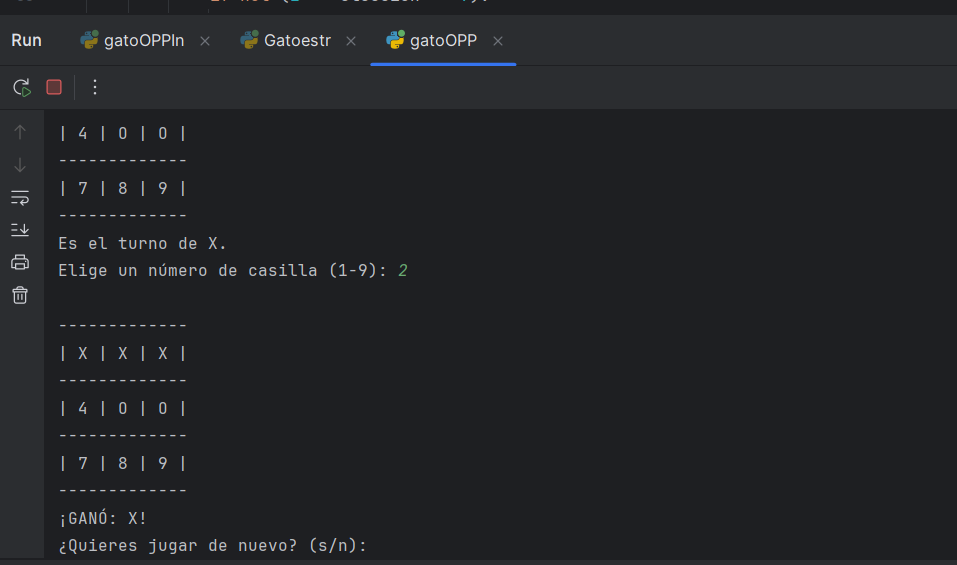 Run gatoOPPIn Gatoestr gatoOPP
| 4 | O | O |
-------------
| 7 | 8 | 9 |
-------------
Es el turno de X.
Elige un número de casilla (1-9): 2
-------------
| X | X | X |
-------------
| 4 | O | O |
-------------
| 7 | 8 | 9 |
-------------
¡GANÓ: X!
¿Quieres jugar de nuevo? (s/n):